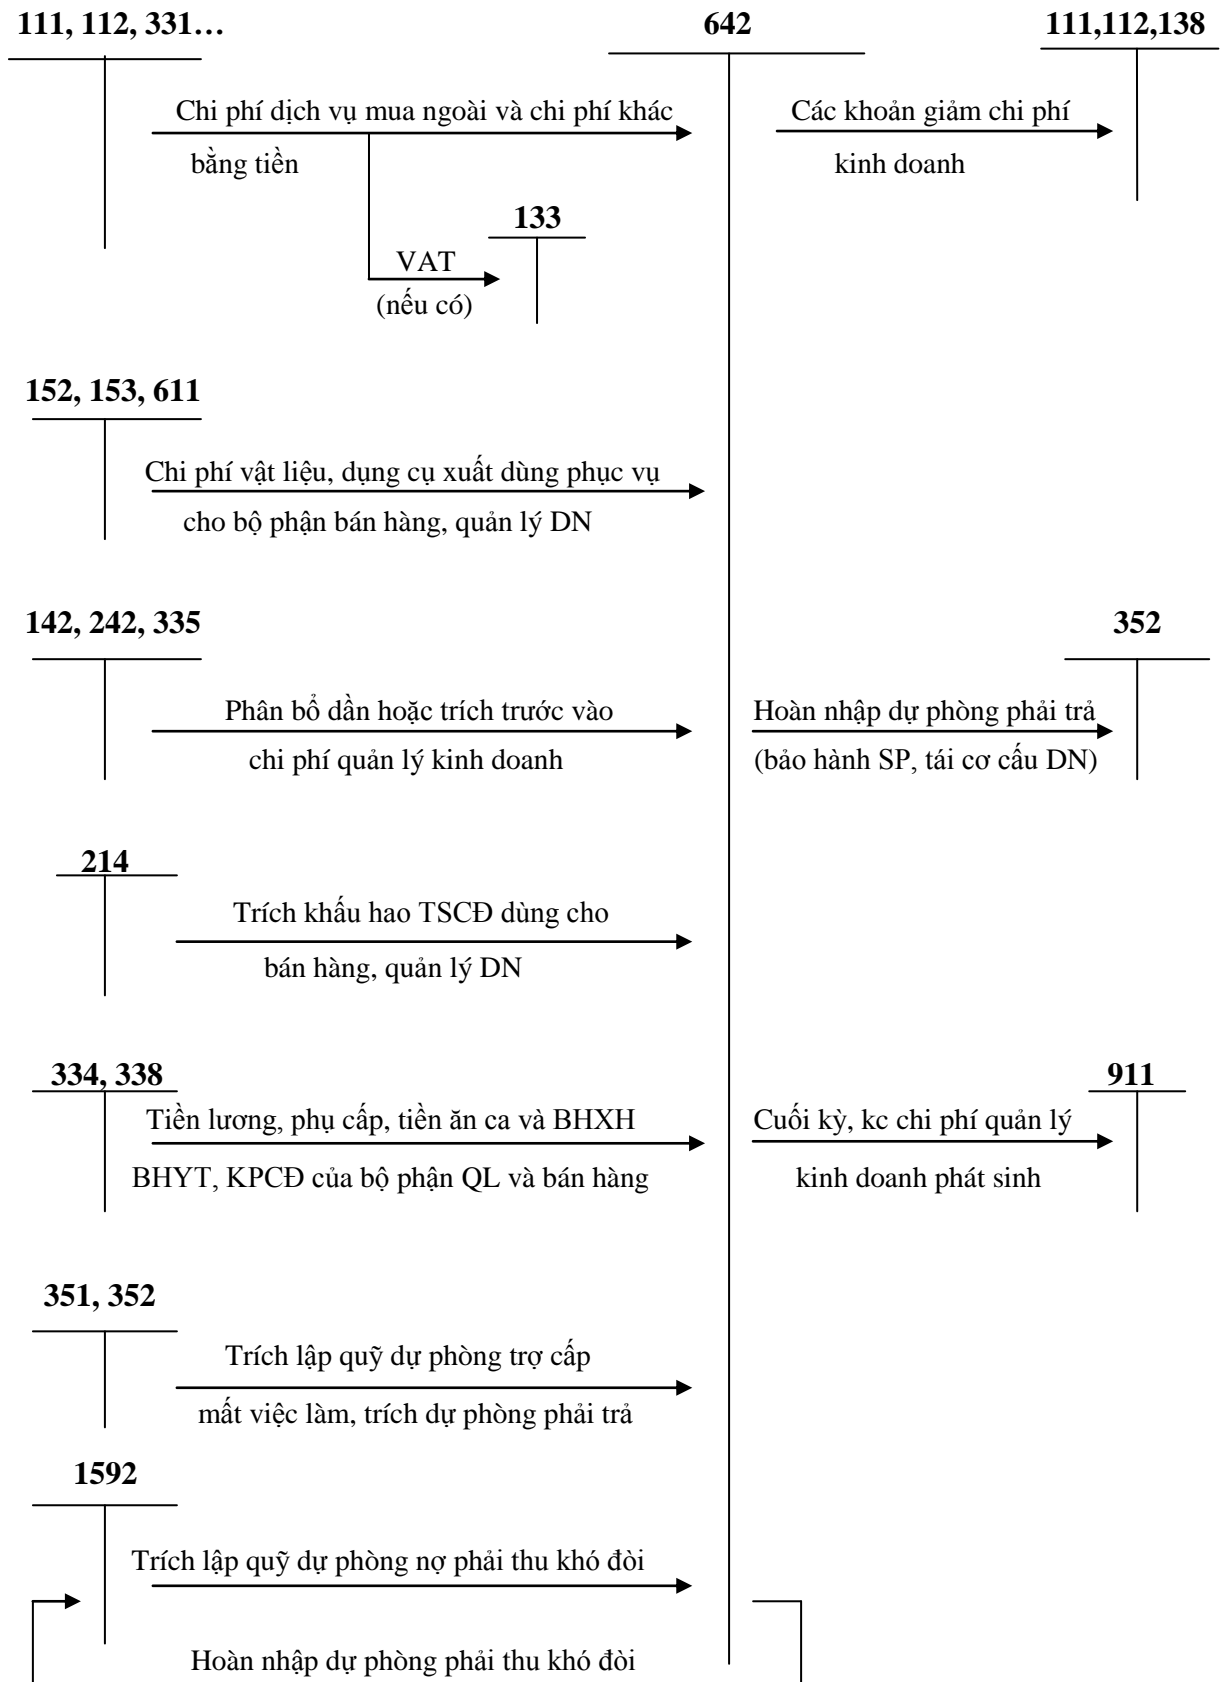 111, 112, 331…
642
111,112,138
Chi phí dịch vụ mua ngoài và chi phí khác
bằng tiền
Các khoản giảm chi phí
kinh doanh
133
VAT
(nếu có)
152, 153, 611
Chi phí vật liệu, dụng cụ xuất dùng phục vụ
cho bộ phận bán hàng, quản lý DN
142, 242, 335
352
Phân bổ dần hoặc trích trước vào
chi phí quản lý kinh doanh
Hoàn nhập dự phòng phải trả
(bảo hành SP, tái cơ cấu DN)
214
Trích khấu hao TSCĐ dùng cho
bán hàng, quản lý DN
334, 338
911
Tiền lương, phụ cấp, tiền ăn ca và BHXH
BHYT, KPCĐ của bộ phận QL và bán hàng
Cuối kỳ, kc chi phí quản lý
kinh doanh phát sinh
351, 352
Trích lập quỹ dự phòng trợ cấp
mất việc làm, trích dự phòng phải trả
1592
Trích lập quỹ dự phòng nợ phải thu khó đòi
Hoàn nhập dự phòng phải thu khó đòi